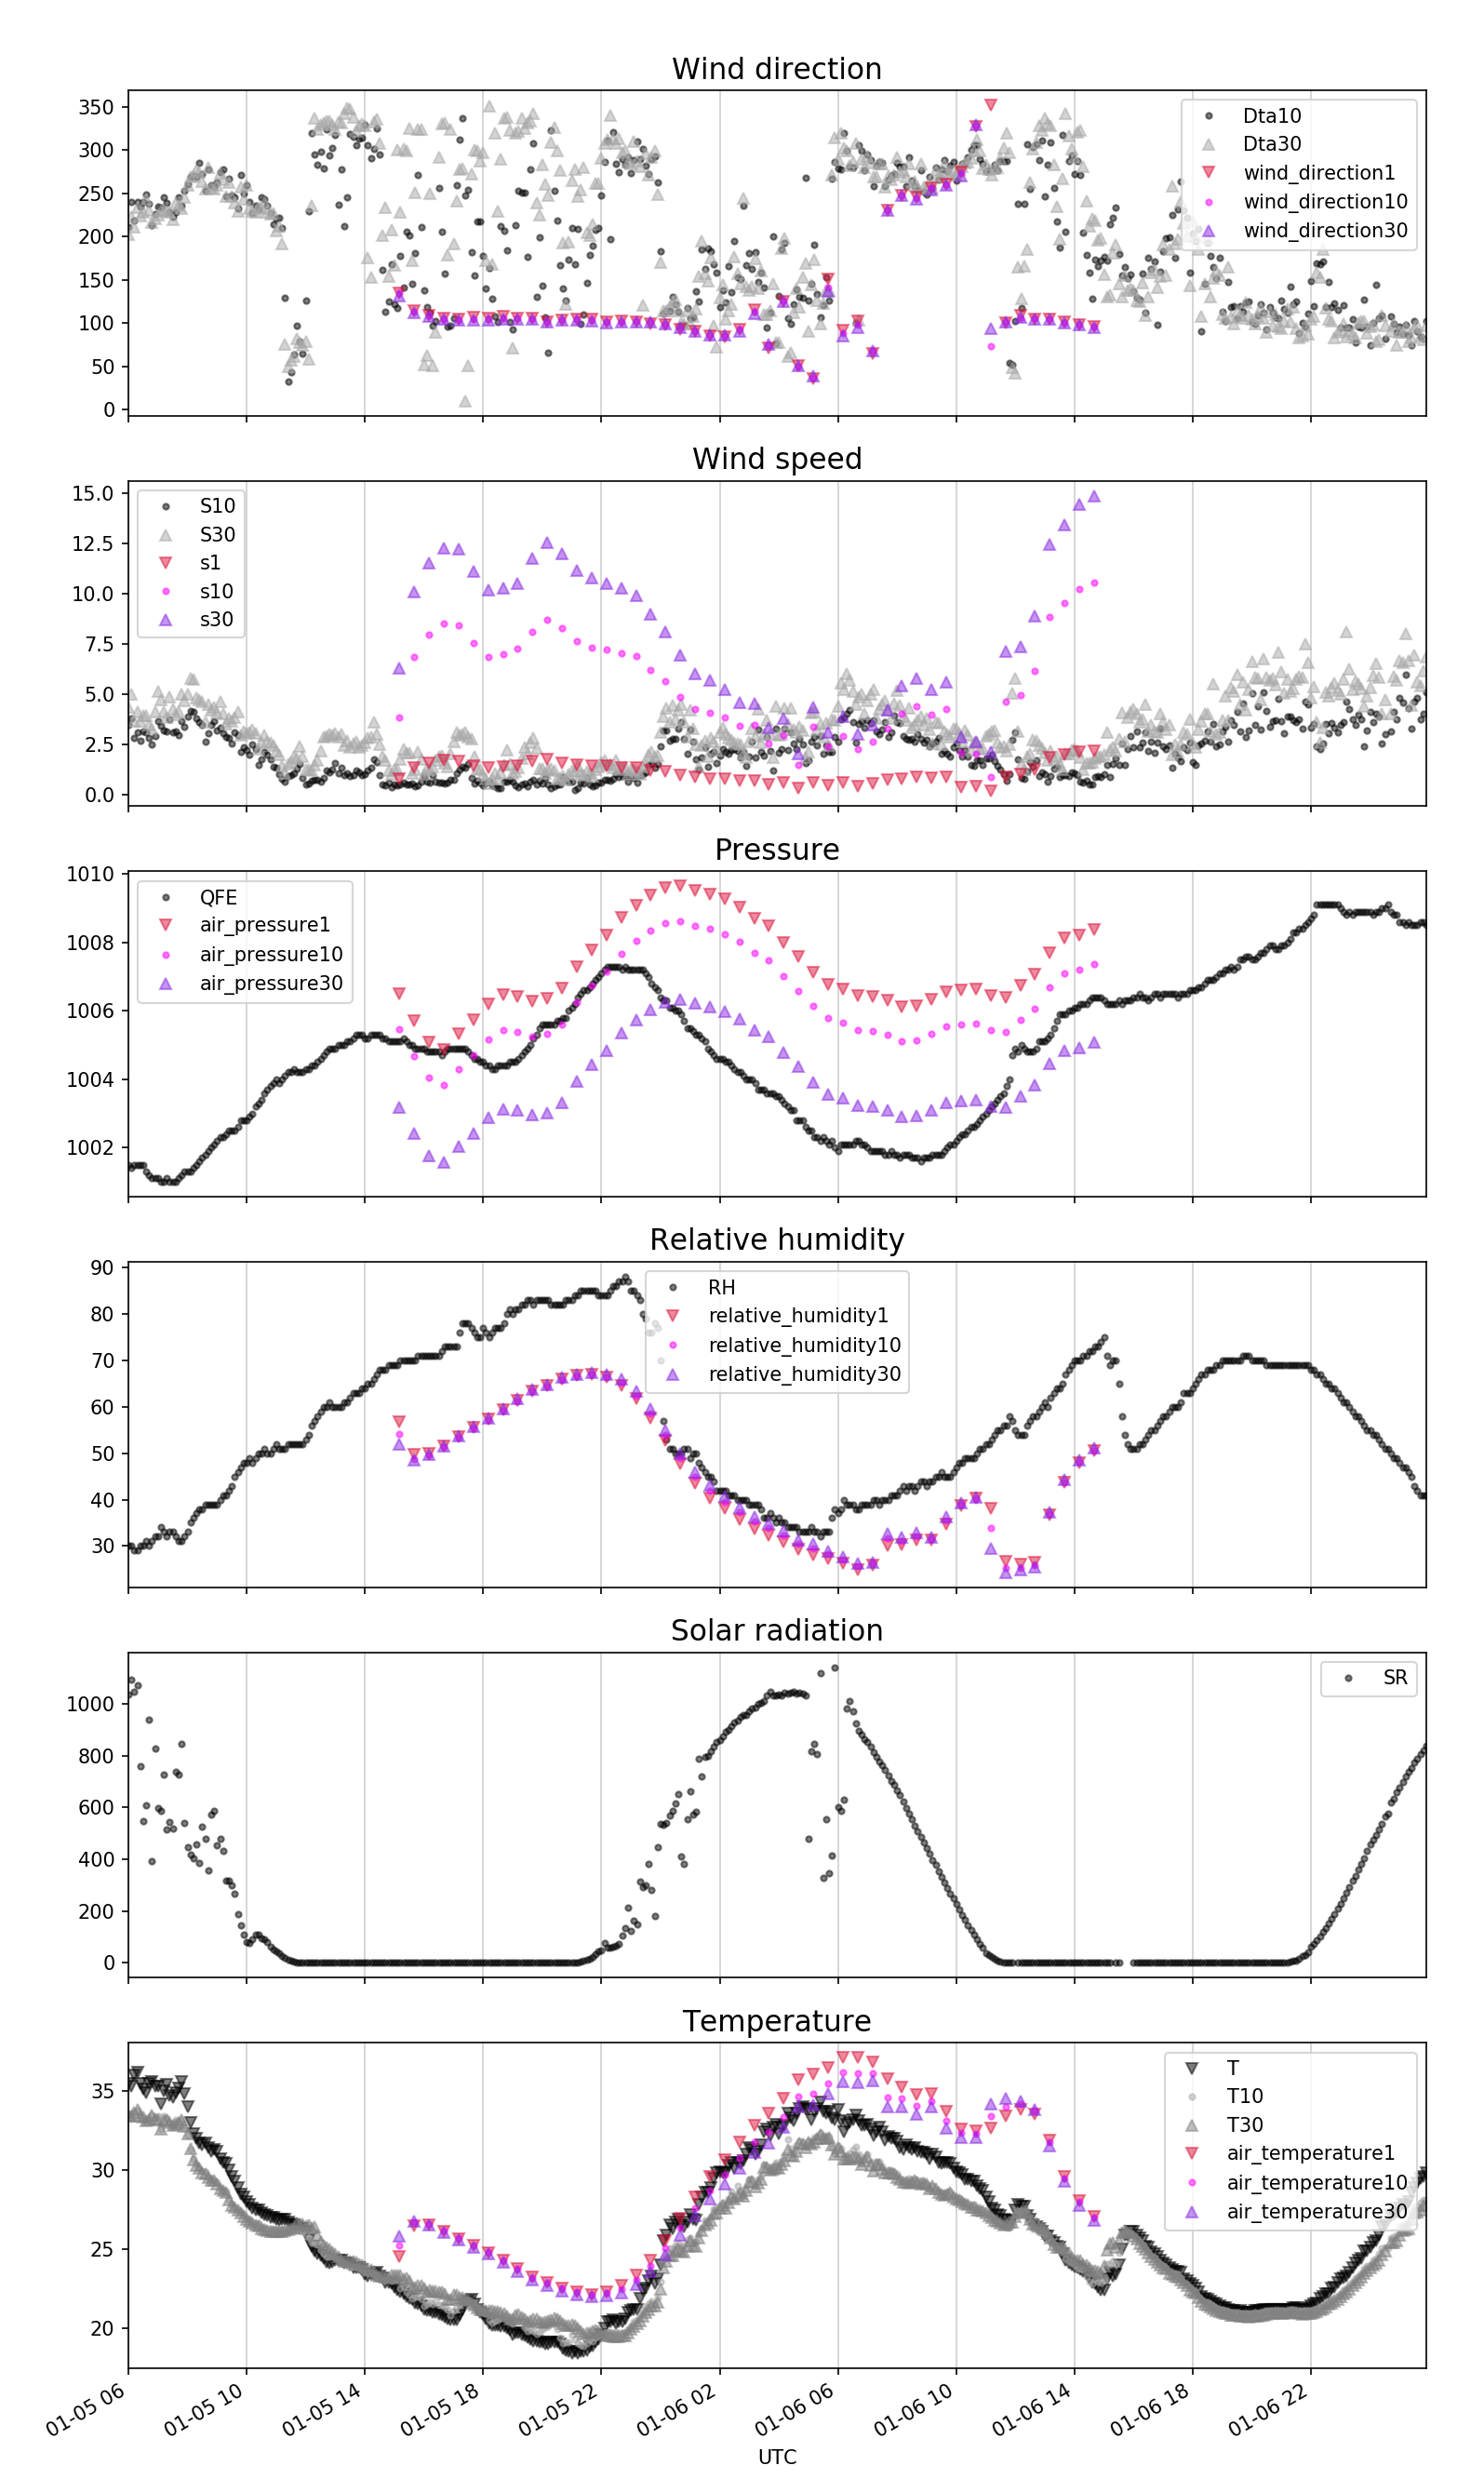 Wind direction
350
300
250
200
150
100
50
0
Dta10
Dta30
wind_direction1
wind_direction10
wind_direction30
Wind speed
15.0
12.5
10.0
7.5
5.0
2.5
0.0
S10
S30
s1
s10
s30
Pressure
1010
1008
1006
1004
1002
QFE
air_pressure1
air_pressure10
air_pressure30
Relative humidity
90
80
70
60
50
40
30
RH
relative_humidity1
relative_humidity10
relative_humidity30
Solar radiation
1000
800
600
400
200
0
SR
Temperature
35
30
25
20
T
T10
T30
air_temperature1
air_temperature10
air_temperature30
01-05 06
01-05 10
01-05 14
01-05 18
01-05 22
01-06 02
01-06 06
01-06 10
01-06 14
01-06 18
01-06 22
UTC